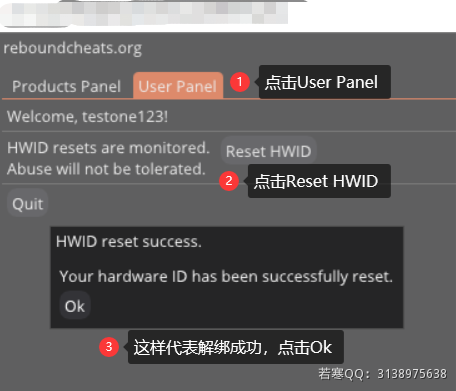 reboundcheats.org
Products Panel User Panel 1 点击User Panel
Welcome, testone123!
HWID resets are monitored. Reset HWID
Abuse will not be tolerated. 2 点击Reset HWID
Quit
HWID reset success.
Your hardware ID has been successfully reset.
Ok
3 这样代表解绑成功，点击Ok
若寒QQ：3138975638